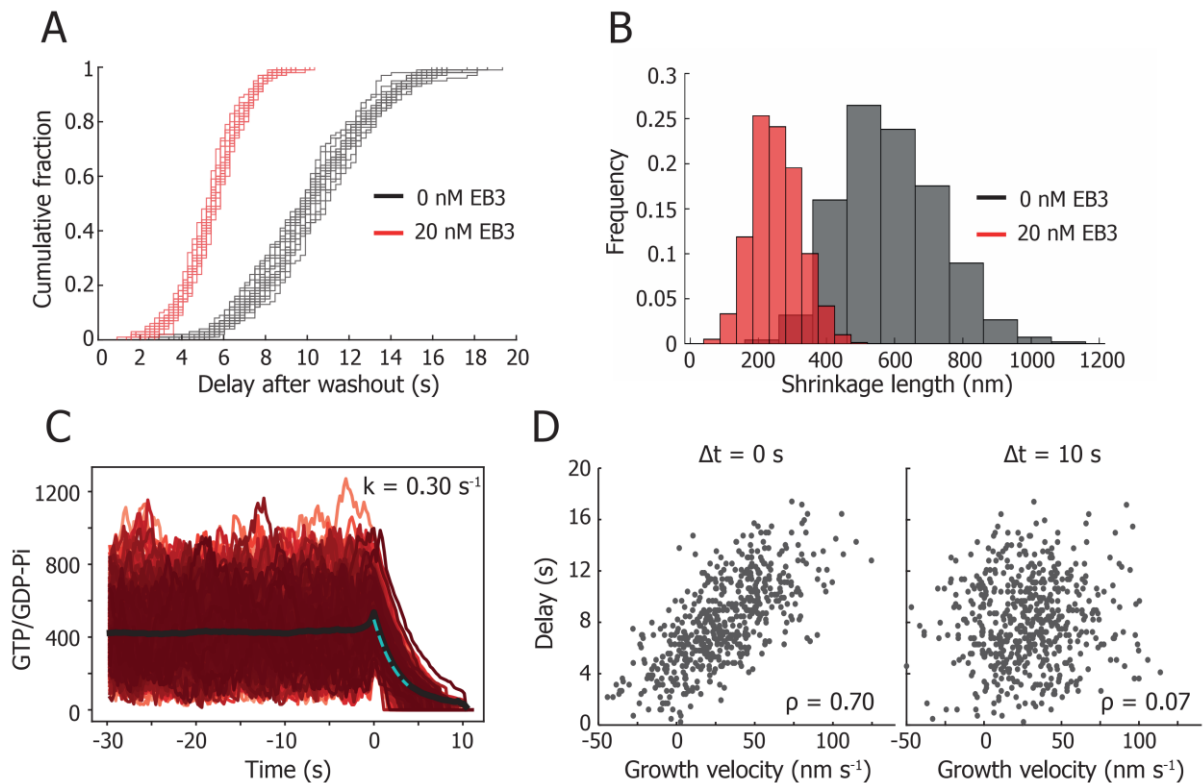 A
1
0.8
0.6
0.4
0.2
0
Cumulative fraction
0 nM EB3
20 nM EB3
2 4 6 8 10 12 14 16 18 20
Delay after washout (s)
B
0.3
0.25
0.2
0.15
0.1
0.05
0
Frequency
0 nM EB3
20 nM EB3
0 200 400 600 800 1000 1200
Shrinkage length (nm)
C
k = 0.30 s⁻¹
1200
800
400
0
GTP/GDP-Pi
-30 -20 -10 0 10
Time (s)
D
Δt = 0 s
Δt = 10 s
20
16
12
8
4
0
Delay (s)
ρ = 0.70
ρ = 0.07
-50 0 50 100
-50 0 50 100
Growth velocity (nm s⁻¹)
Growth velocity (nm s⁻¹)